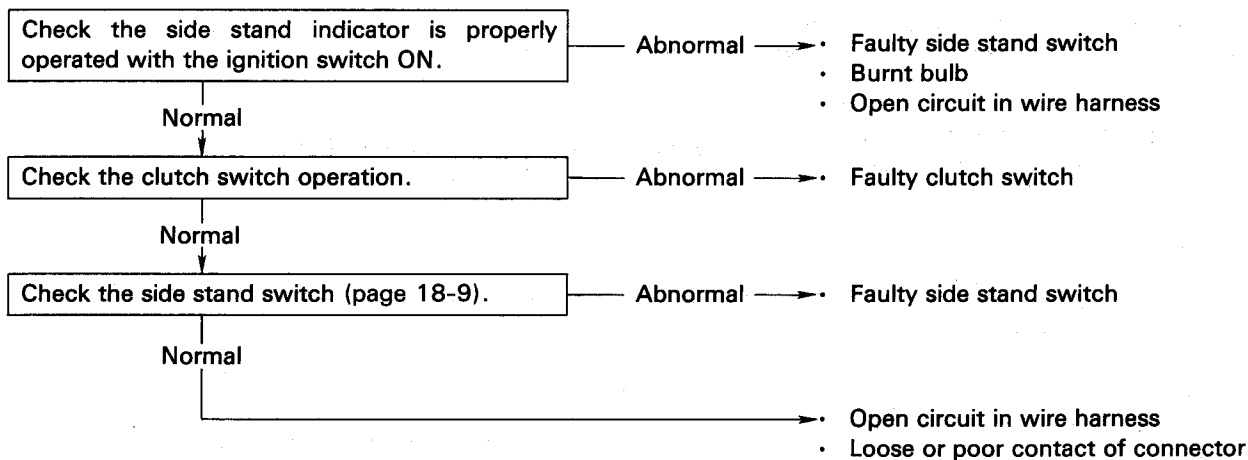 Check the side stand indicator is properly
operated with the ignition switch ON.
Abnormal
· Faulty side stand switch
· Burnt bulb
· Open circuit in wire harness
Normal
Check the clutch switch operation.
Abnormal
· Faulty clutch switch
Normal
Check the side stand switch (page 18-9).
Abnormal
· Faulty side stand switch
Normal
· Open circuit in wire harness
· Loose or poor contact of connector